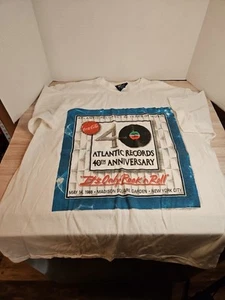 40
ATLANTIC RECORDS
40TH ANNIVERSARY
It's Only Rock n Roll
MAY 14, 1988 • MADISON SQUARE GARDEN • NEW YORK CITY